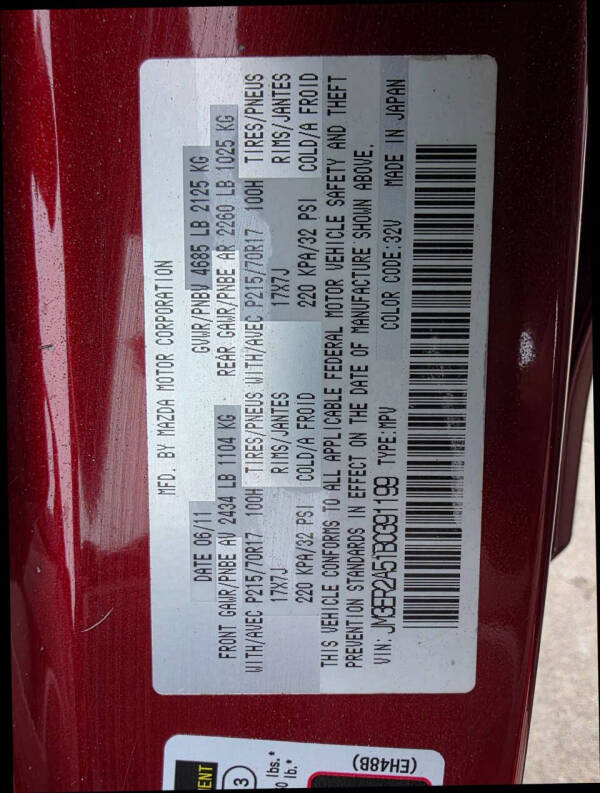 MFD. BY MAZDA MOTOR CORPORATION
DATE 06/11 GVWR/PNBV 4685 LB 2125 KG
FRONT GAWR/PNBE AV 2434 LB 1104 KG REAR GAWR/PNBE AR 2260 LB 1025 KG
WITH/AVEC P215/70R17 100H TIRES/PNEUS WITH/AVEC P215/70R17 100H TIRES/PNEUS
17X7J RIMS/JANTES 17X7J RIMS/JANTES
220 KPA/32 PSI COLD/A FROID 220 KPA/32 PSI COLD/A FROID
THIS VEHICLE CONFORMS TO ALL APPLICABLE FEDERAL MOTOR VEHICLE SAFETY AND THEFT
PREVENTION STANDARDS IN EFFECT ON THE DATE OF MANUFACTURE SHOWN ABOVE.
VIN: JM3ER2A51B0391199 TYPE:MPV COLOR CODE:32V MADE IN JAPAN
ENT
3
lbs.*
lb.*
(EH48B)